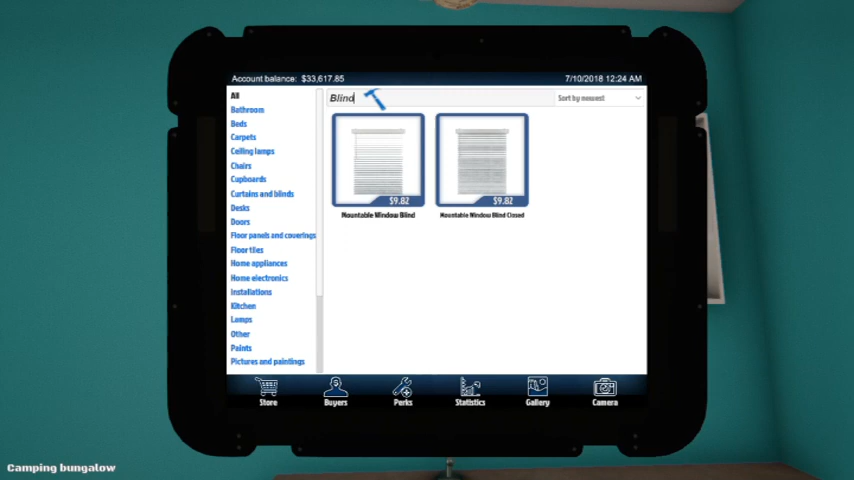 Account balance: $33,617.85
7/10/2018 12:24 AM
All
Bathroom
Beds
Carpets
Ceiling lamps
Chairs
Cupboards
Curtains and blinds
Desks
Doors
Floor panels and coverings
Floor tiles
Home appliances
Home electronics
Installations
Kitchen
Lamps
Other
Paints
Pictures and paintings
Blind
Sort by newest
$9.82
$9.82
Mountable Window Blind
Mountable Window Blind Closed
Store
Buyers
Perks
Statistics
Gallery
Camera
Camping bungalow